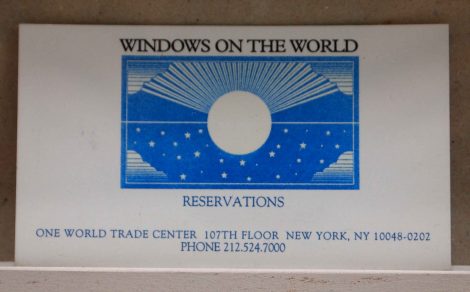 WINDOWS ON THE WORLD
RESERVATIONS
ONE WORLD TRADE CENTER 107TH FLOOR NEW YORK, NY 10048-0202
PHONE 212.524.7000